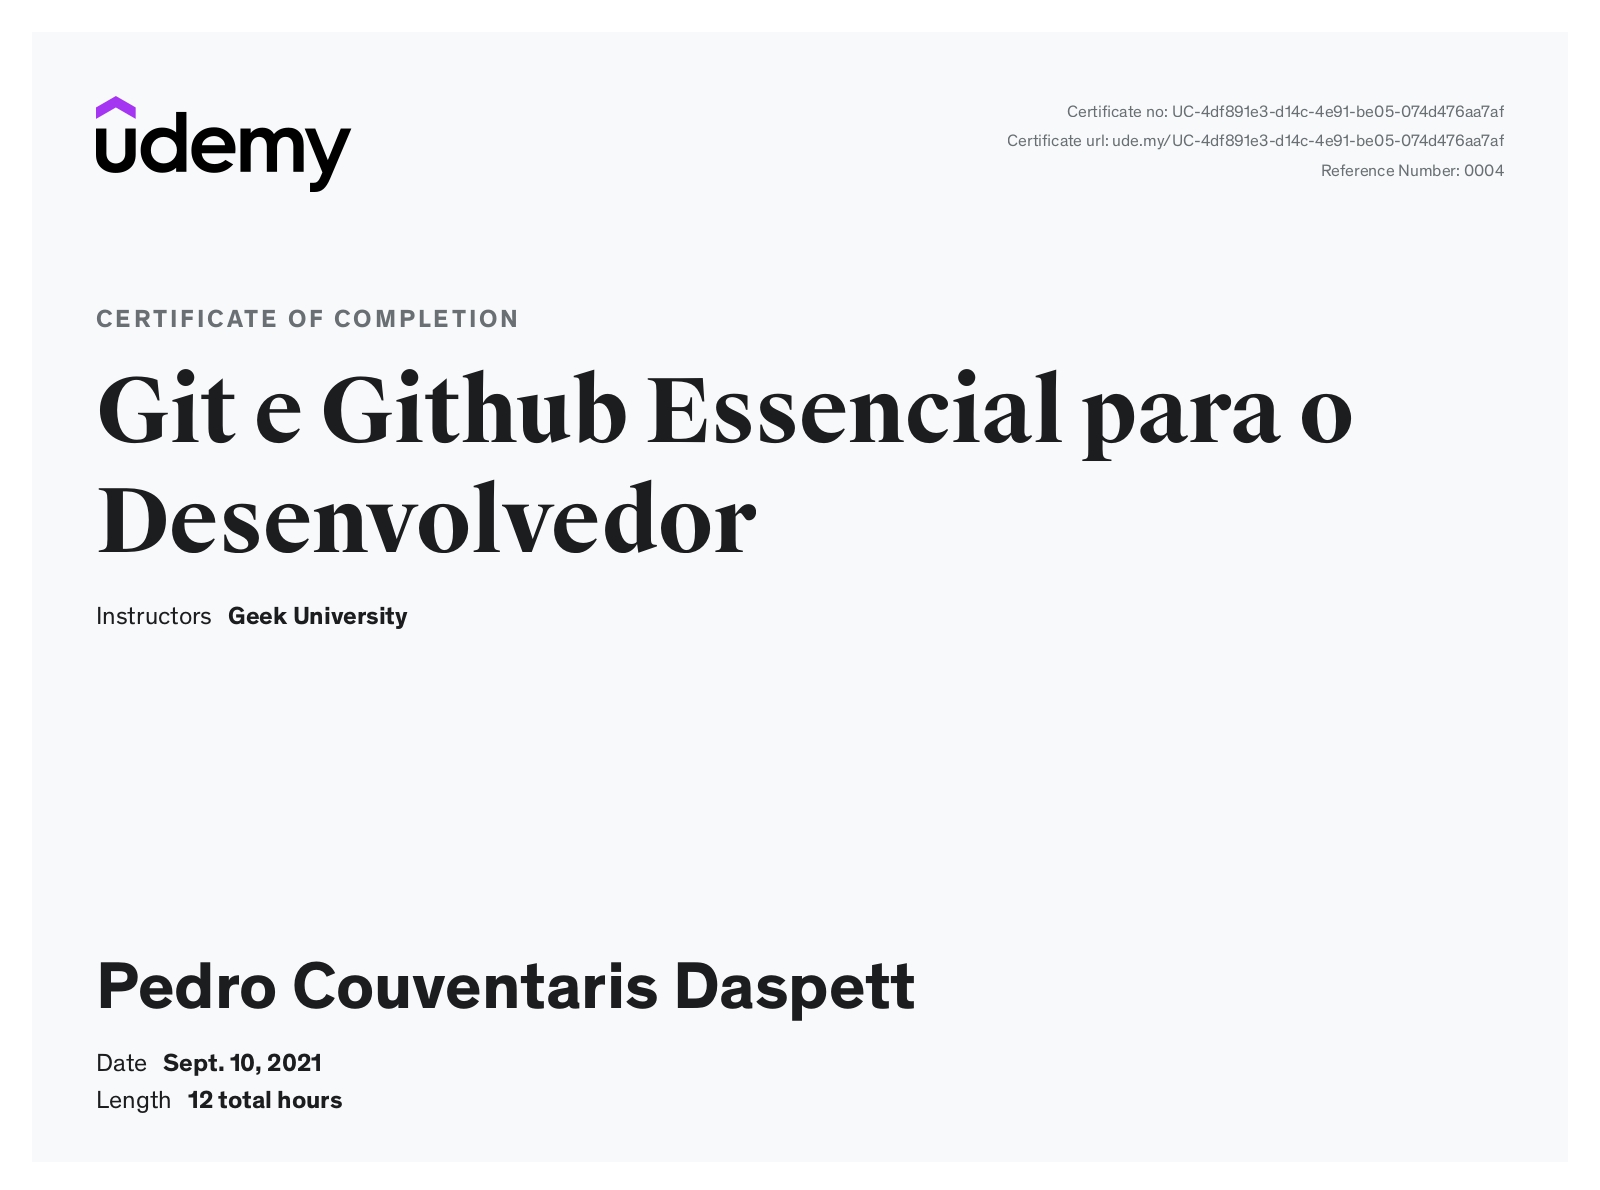 udemy
Certificate no: UC-4df891e3-d14c-4e91-be05-074d476aa7af
Certificate url: ude.my/UC-4df891e3-d14c-4e91-be05-074d476aa7af
Reference Number: 0004
CERTIFICATE OF COMPLETION
Git e Github Essencial para o
Desenvolvedor
Instructors Geek University
Pedro Couventaris Daspett
Date Sept. 10, 2021
Length 12 total hours